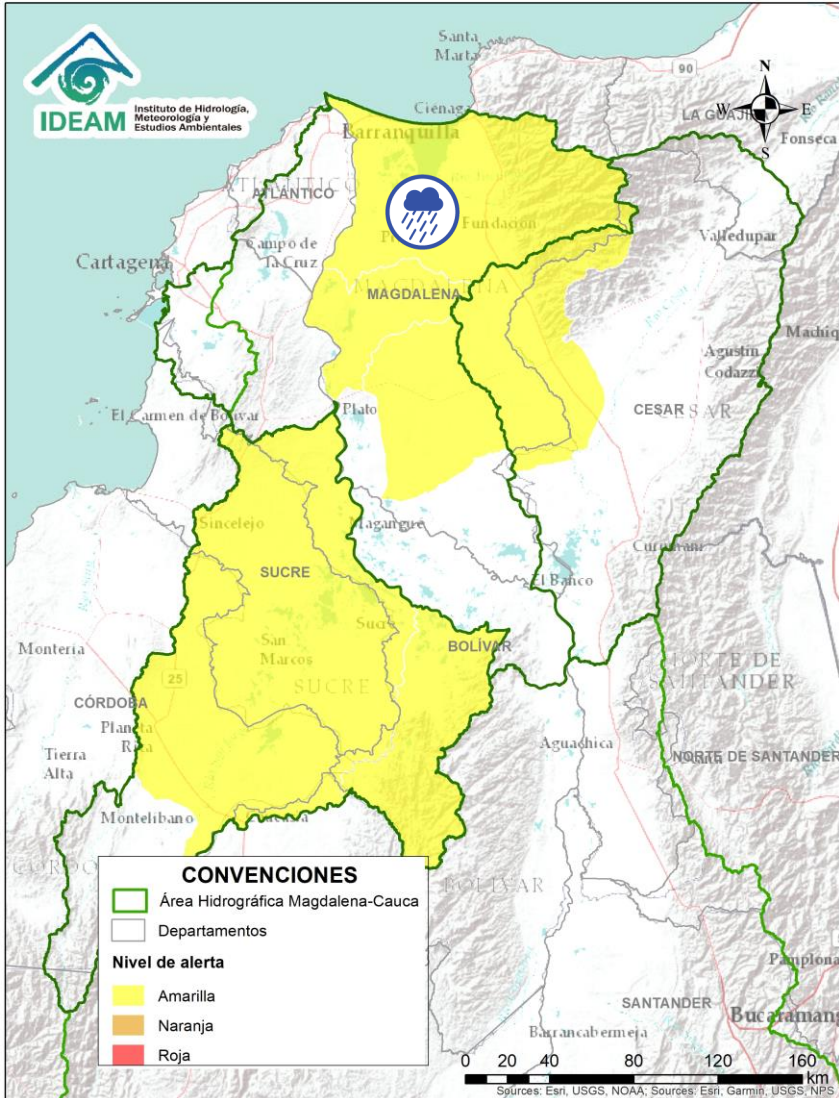 IDEAM
Instituto de Hidrología,
Meteorología y
Estudios Ambientales
Santa
Marta
90
N
W
E
S
Ciénaga
LA GUAJIRA
Fonseca
Barranquilla
ATLÁNTICO
Fundación
Valledupar
Campo de
La Cruz
Cartagena
MAGDALENA
Machiq
Agustín
Codazzi
El Carmen de Bolívar
Plato
CESAR
CESAR
Sincelejo
Magangué
Curumaní
SUCRE
El Banco
Sucre
Montería
San
Marcos
BOLÍVAR
NORTE DE
SANTANDER
25
SUCRE
CÓRDOBA
Planeta
Rica
Aguachica
NORTE DE SANTANDER
Tierra
Alta
Montelíbano
BOLÍVAR
CONVENCIONES
Área Hidrográfica Magdalena-Cauca
Departamentos
Nivel de alerta
Amarilla
Naranja
Roja
Pamplona
SANTANDER
Bucaramang
Barrancabermeja
0 20 40 80 120 160
km
Sources: Esri, USGS, NOAA; Sources: Esri, Garmin, USGS, NPS